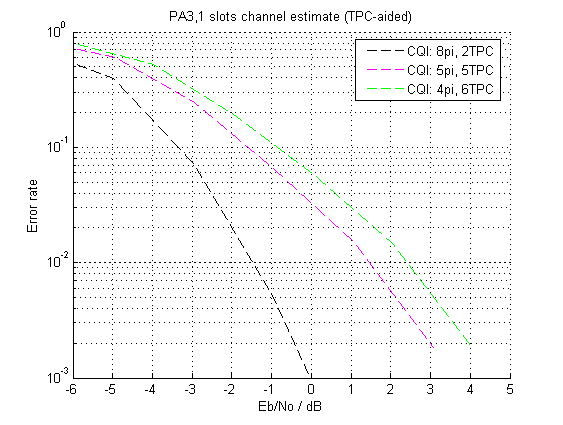 PA3,1 slots channel estimate (TPC-aided)
10^0
CQI: 8pi, 2TPC
CQI: 5pi, 5TPC
CQI: 4pi, 6TPC
10^-1
Error rate
10^-2
10^-3
-6 -5 -4 -3 -2 -1 0 1 2 3 4 5
Eb/No / dB